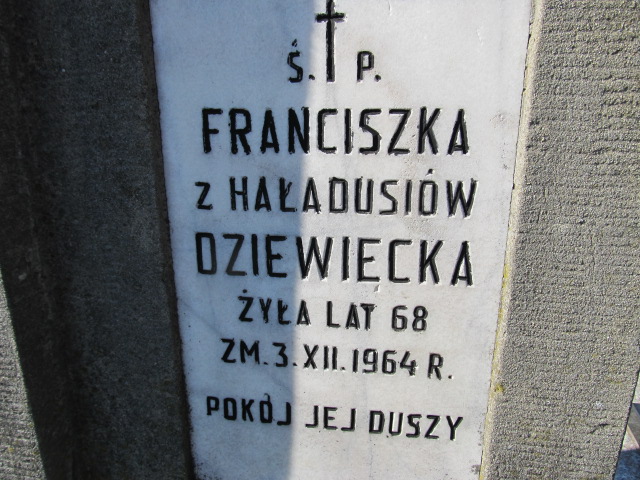 Ś. P.
FRANCISZKA
z HAŁADUSIÓW
DZIEWIĘCKA
ŻYŁA LAT 68
ZM. 3. XII. 1964 R.
POKÓJ JEJ DUSZY